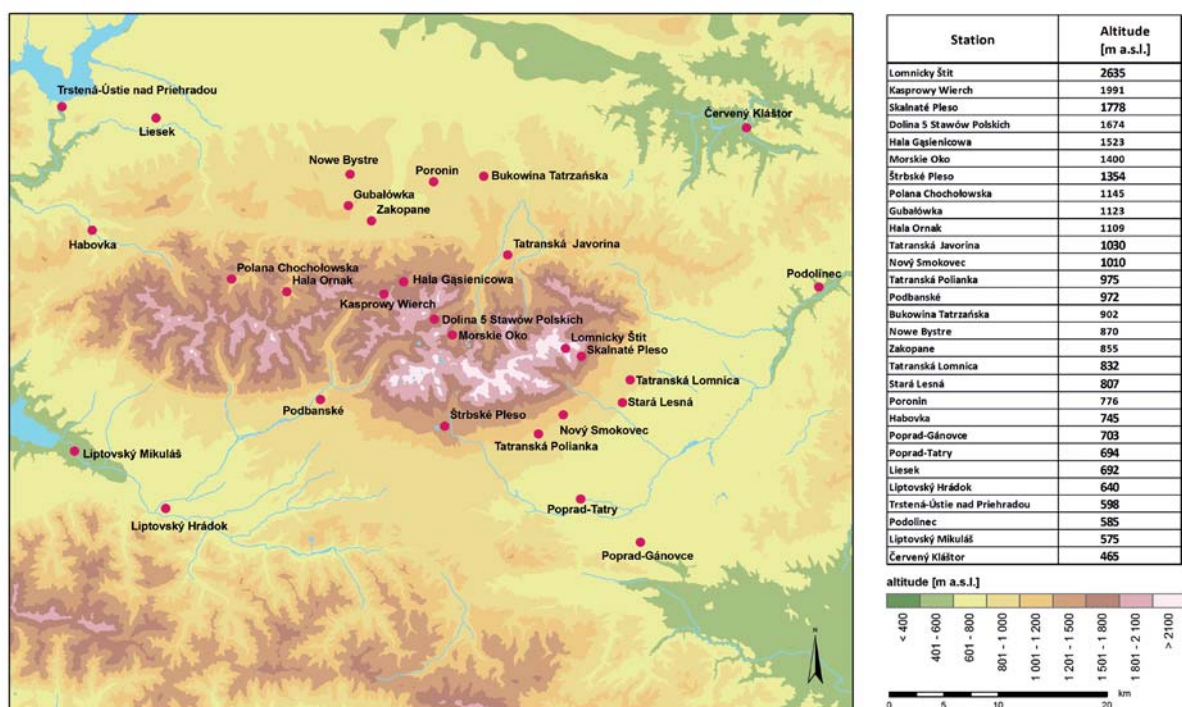 Trstená-Ústie nad Priehradou
Liesek
Červený Kláštor
Nowe Bystre
Poronin
Bukowina Tatrzańska
Gubałówka
Zakopane
Habovka
Tatranská Javorina
Polana Chochołowska
Hala Ornak
Hala Gąsienicowa
Podolínec
Kasprowy Wierch
Dolina 5 Stawów Polskich
Morskie Oko
Lomnicky Štit
Skalnaté Pleso
Tatranská Lomnica
Stará Lesná
Podbanské
Štrbské Pleso
Nový Smokovec
Tatranská Polianka
Liptovský Mikuláš
Liptovský Hrádok
Poprad-Tatry
Poprad-Gánovce
N
Station Altitude
[m a.s.l.]
Lomnicky Štit 2635
Kasprowy Wierch 1991
Skalnaté Pleso 1778
Dolina 5 Stawów Polskich 1674
Hala Gąsienicowa 1523
Morskie Oko 1400
Štrbské Pleso 1354
Polana Chochołowska 1145
Gubałówka 1123
Hala Ornak 1109
Tatranská Javorina 1030
Nový Smokovec 1010
Tatranská Polianka 975
Podbanské 972
Bukowina Tatrzańska 902
Nowe Bystre 870
Zakopane 855
Tatranská Lomnica 832
Stará Lesná 807
Poronin 776
Habovka 745
Poprad-Gánovce 703
Poprad-Tatry 694
Liesek 692
Liptovský Hrádok 640
Trstená-Ústie nad Priehradou 598
Podolínec 585
Liptovský Mikuláš 575
Červený Kláštor 465
altitude [m a.s.l.]
< 400
401 - 600
601 - 800
801 - 1 000
1 001 - 1 200
1 201 - 1 500
1 501 - 1 800
1 801 - 2 100
> 2100
0 5 10 20 km